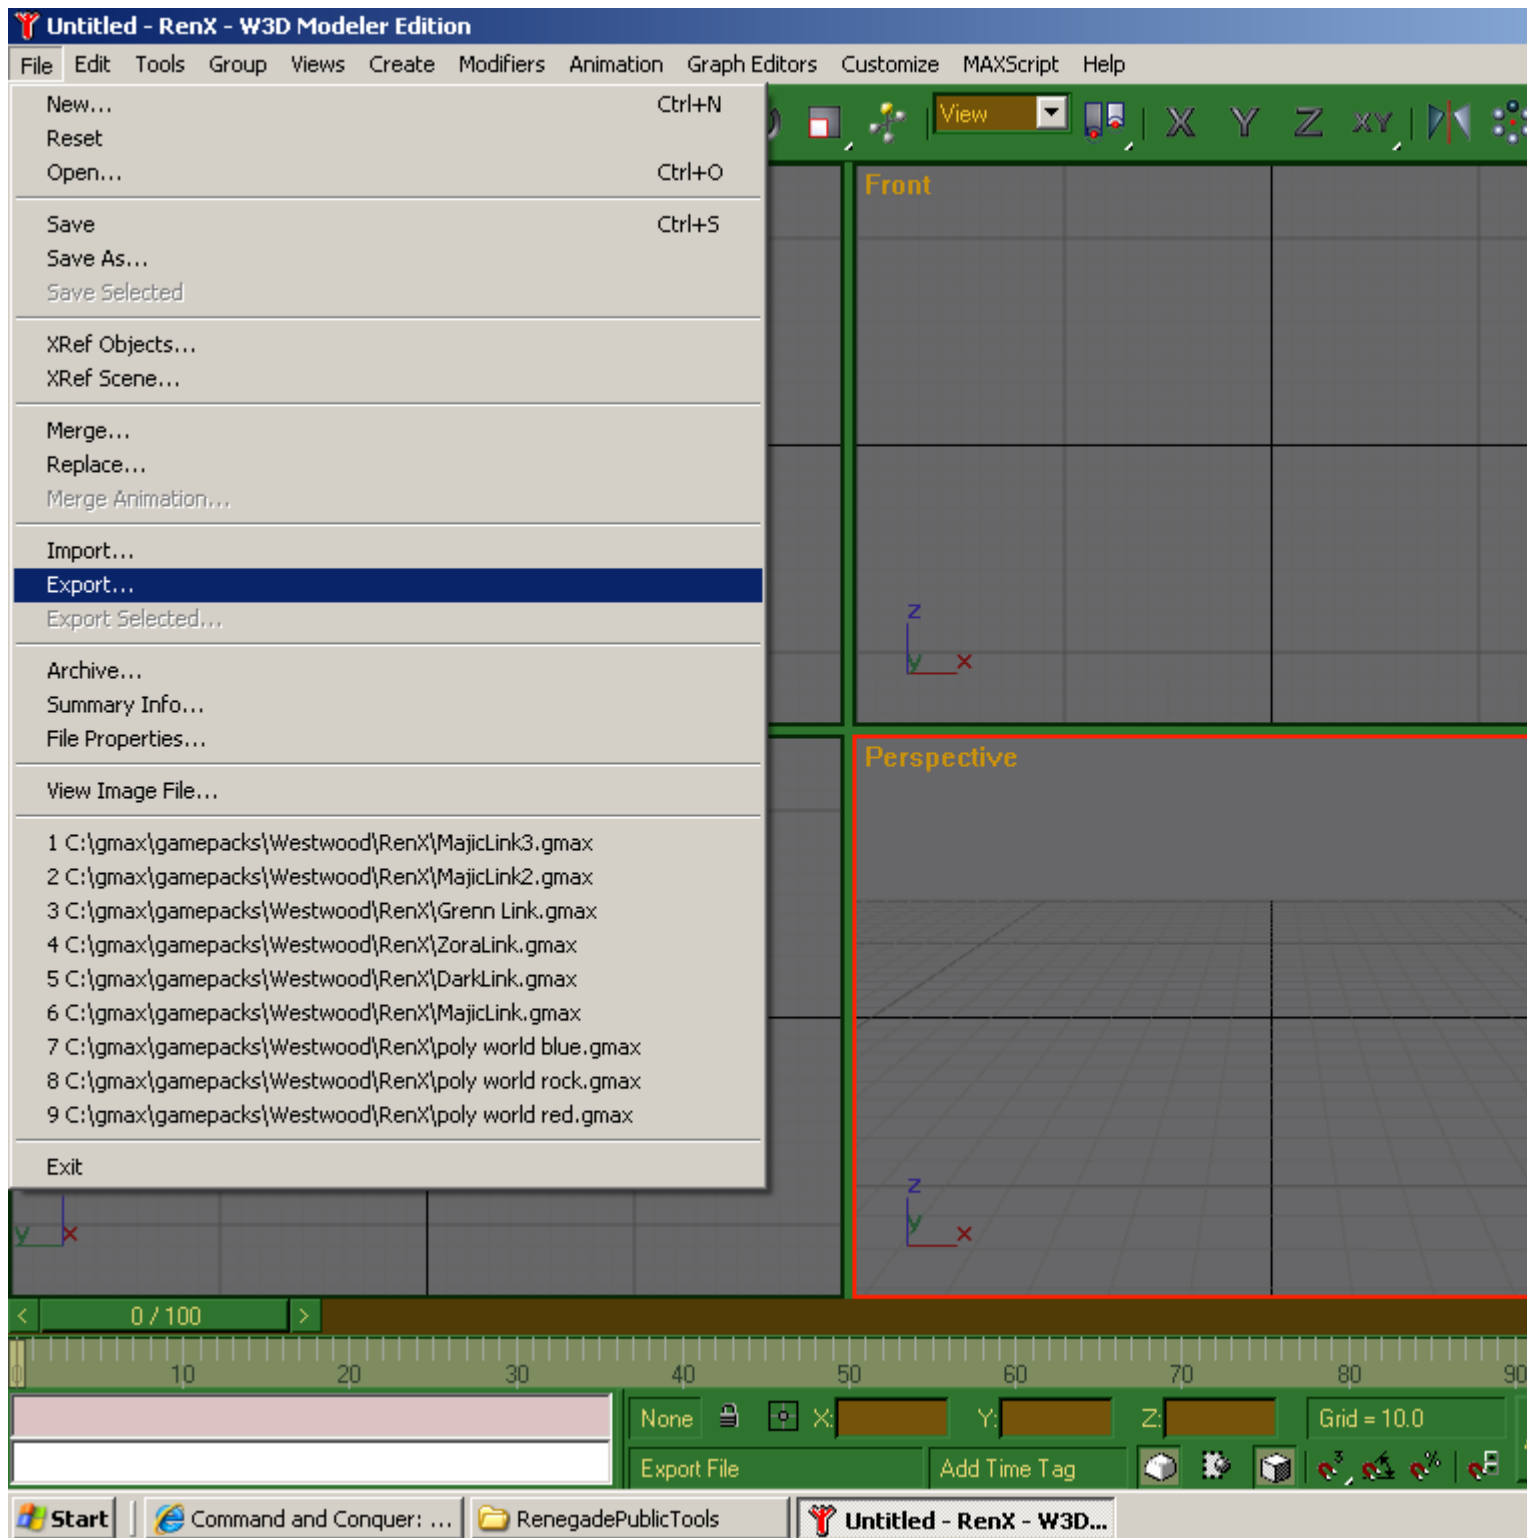 Untitled - RenX - W3D Modeler Edition
File Edit Tools Group Views Create Modifiers Animation Graph Editors Customize MAXScript Help
New... Ctrl+N
Reset
Open... Ctrl+O
Save Ctrl+S
Save As...
Save Selected
XRef Objects...
XRef Scene...
Merge...
Replace...
Merge Animation...
Import...
Export...
Export Selected...
Archive...
Summary Info...
File Properties...
View Image File...
1 C:\gmax\gamepacks\Westwood\RenX\MajicLink3.gmax
2 C:\gmax\gamepacks\Westwood\RenX\MajicLink2.gmax
3 C:\gmax\gamepacks\Westwood\RenX\Grenn Link.gmax
4 C:\gmax\gamepacks\Westwood\RenX\ZoraLink.gmax
5 C:\gmax\gamepacks\Westwood\RenX\DarkLink.gmax
6 C:\gmax\gamepacks\Westwood\RenX\MajicLink.gmax
7 C:\gmax\gamepacks\Westwood\RenX\poly world blue.gmax
8 C:\gmax\gamepacks\Westwood\RenX\poly world rock.gmax
9 C:\gmax\gamepacks\Westwood\RenX\poly world red.gmax
Exit
View X Y Z XY
Front
z
y x
Perspective
z
y x
y x
< 0 / 100 >
0 10 20 30 40 50 60 70 80 90
None X: Y: Z: Grid = 10.0
Export File Add Time Tag 3 %
Start Command and Conquer: ... RenegadePublicTools Untitled - RenX - W3D...